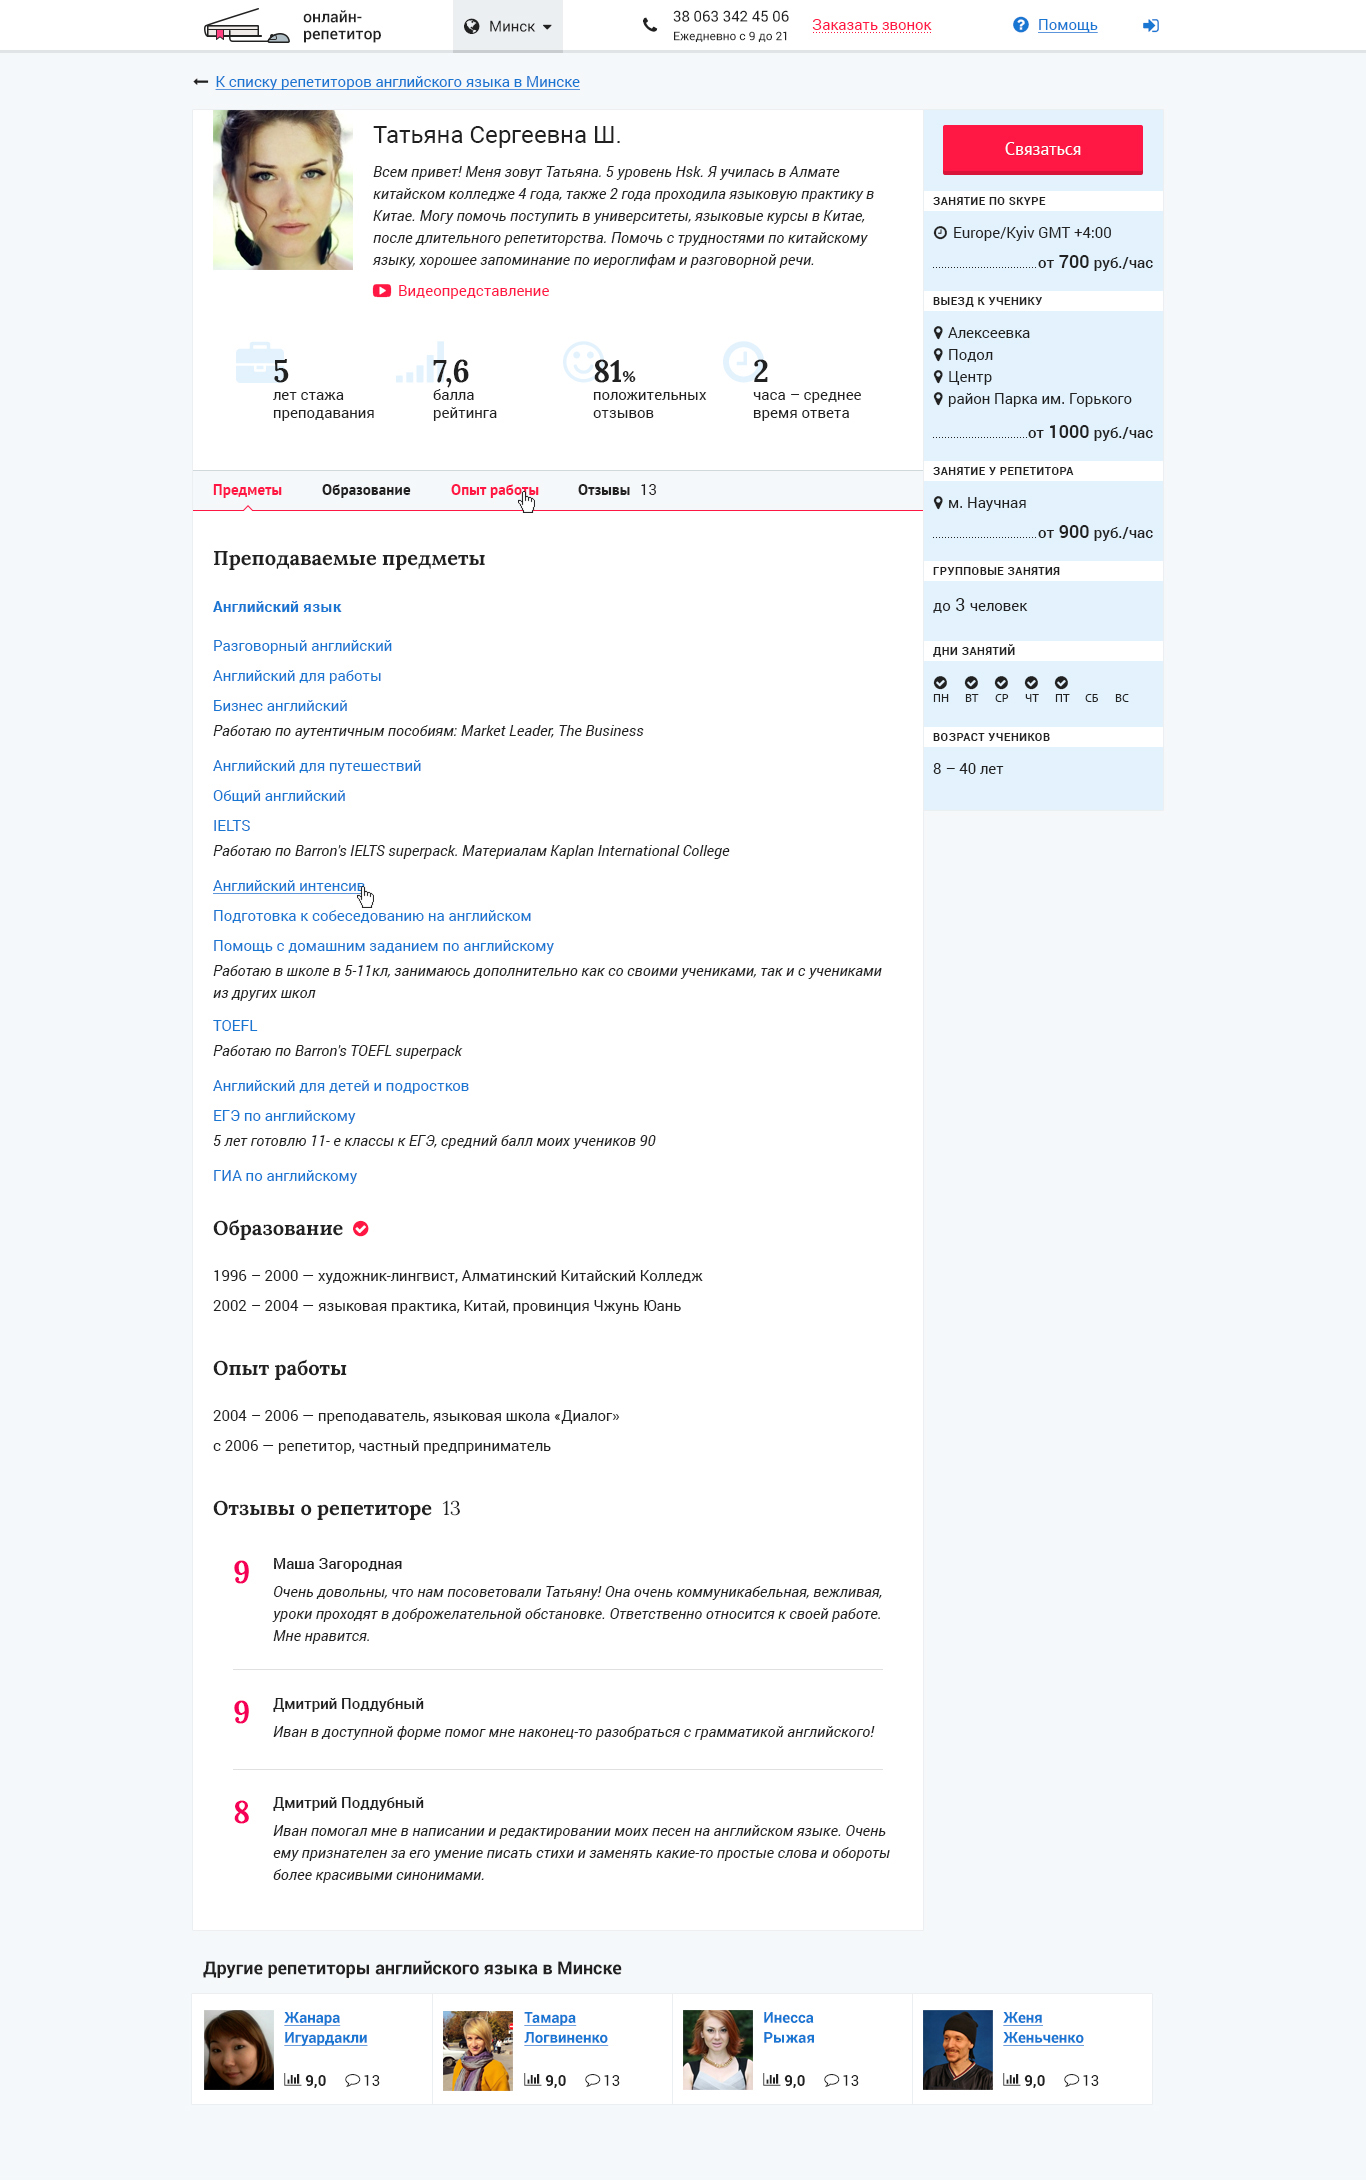 онлайн-
репетитор
Минск
38 063 342 45 06
Ежедневно с 9 до 21
Заказать звонок
Помощь
К списку репетиторов английского языка в Минске
Татьяна Сергеевна Ш.
Всем привет! Меня зовут Татьяна. 5 уровень Hsk. Я училась в Алмате
китайском колледже 4 года, также 2 года проходила языковую практику в
Китае. Могу помочь поступить в университеты, языковые курсы в Китае,
после длительного репетиторства. Помочь с трудностями по китайскому
языку, хорошее запоминание по иероглифам и разговорной речи.
Видеопредставление
5
лет стажа
преподавания
7,6
балла
рейтинга
81%
положительных
отзывов
2
часа – среднее
время ответа
Предметы
Образование
Опыт работы
Отзывы 13
Преподаваемые предметы
Английский язык
Разговорный английский
Английский для работы
Бизнес английский
Работаю по аутентичным пособиям: Market Leader, The Business
Английский для путешествий
Общий английский
IELTS
Работаю по Barron's IELTS superpack. Материалам Kaplan International College
Английский интенсив
Подготовка к собеседованию на английском
Помощь с домашним заданием по английскому
Работаю в школе в 5-11кл, занимаюсь дополнительно как со своими учениками, так и с учениками
из других школ
TOEFL
Работаю по Barron's TOEFL superpack
Английский для детей и подростков
ЕГЭ по английскому
5 лет готовлю 11- е классы к ЕГЭ, средний балл моих учеников 90
ГИА по английскому
Образование
1996 – 2000 — художник-лингвист, Алматинский Китайский Колледж
2002 – 2004 — языковая практика, Китай, провинция Чжунь Юань
Опыт работы
2004 – 2006 — преподаватель, языковая школа «Диалог»
с 2006 — репетитор, частный предприниматель
Отзывы о репетиторе 13
9
Маша Загородная
Очень довольны, что нам посоветовали Татьяну! Она очень коммуникабельная, вежливая,
уроки проходят в доброжелательной обстановке. Ответственно относится к своей работе.
Мне нравится.
9
Дмитрий Поддубный
Иван в доступной форме помог мне наконец-то разобраться с грамматикой английского!
8
Дмитрий Поддубный
Иван помогал мне в написании и редактировании моих песен на английском языке. Очень
ему признателен за его умение писать стихи и заменять какие-то простые слова и обороты
более красивыми синонимами.
Связаться
ЗАНЯТИЕ ПО SKYPE
Europe/Kyiv GMT +4:00
от 700 руб./час
ВЫЕЗД К УЧЕНИКУ
Алексеевка
Подол
Центр
район Парка им. Горького
от 1000 руб./час
ЗАНЯТИЕ У РЕПЕТИТОРА
м. Научная
от 900 руб./час
ГРУППОВЫЕ ЗАНЯТИЯ
до 3 человек
ДНИ ЗАНЯТИЙ
ПН ВТ СР ЧТ ПТ СБ ВС
ВОЗРАСТ УЧЕНИКОВ
8 – 40 лет
Другие репетиторы английского языка в Минске
Жанара
Игуардакли
9,0 13
Тамара
Логвиненко
9,0 13
Инесса
Рыжая
9,0 13
Женя
Женьченко
9,0 13